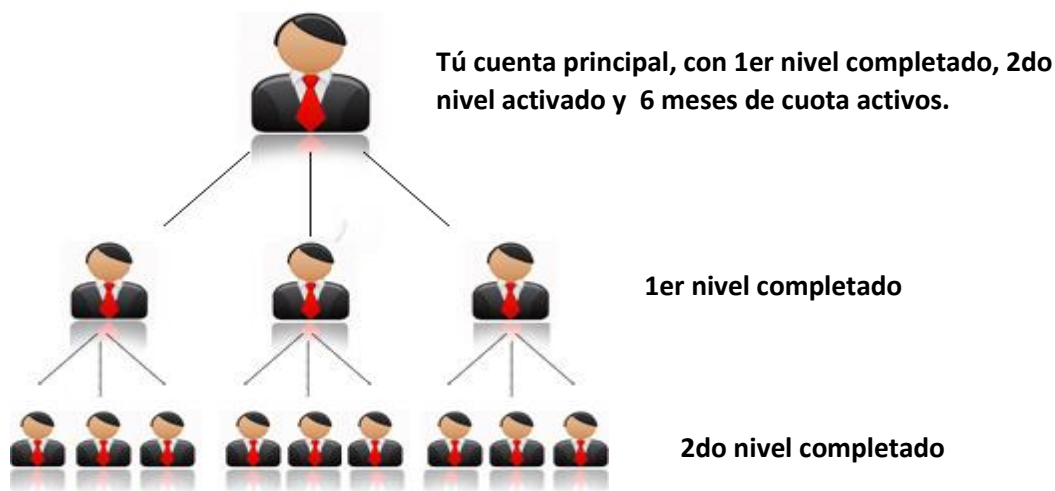 Tú cuenta principal, con 1er nivel completado, 2do
nivel activado y 6 meses de cuota activos.
1er nivel completado
2do nivel completado